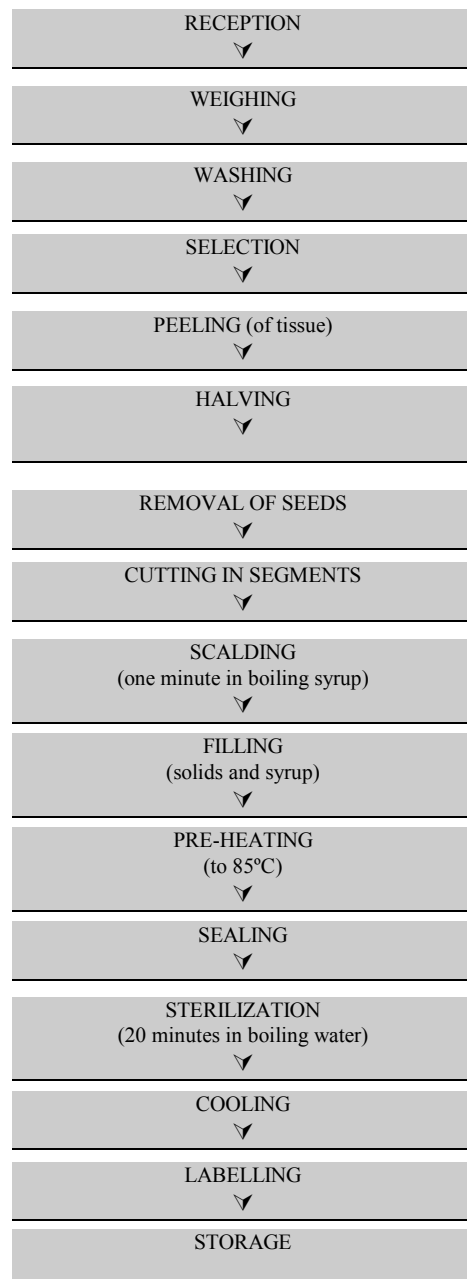 RECEPTION
WEIGHING
WASHING
SELECTION
PEELING (of tissue)
HALVING
REMOVAL OF SEEDS
CUTTING IN SEGMENTS
SCALDING
(one minute in boiling syrup)
FILLING
(solids and syrup)
PRE-HEATING
(to 85ºC)
SEALING
STERILIZATION
(20 minutes in boiling water)
COOLING
LABELLING
STORAGE